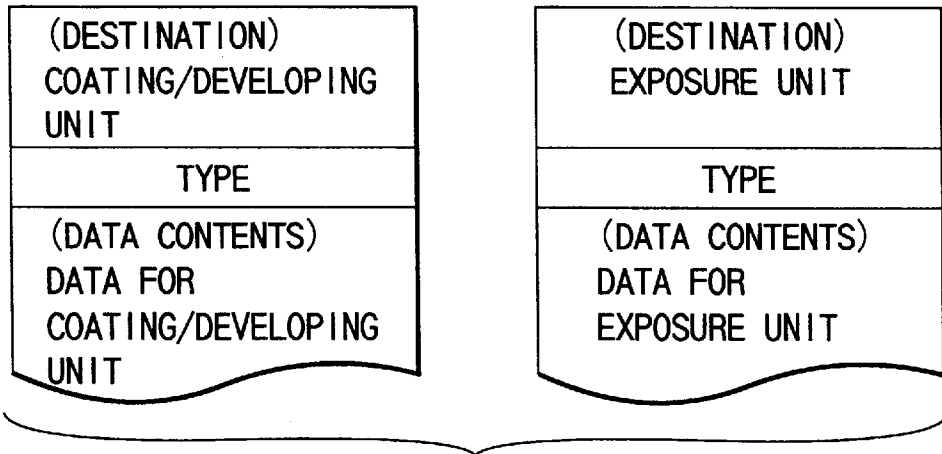 (DESTINATION)
COATING/DEVELOPING
UNIT
TYPE
(DATA CONTENTS)
DATA FOR
COATING/DEVELOPING
UNIT
(DESTINATION)
EXPOSURE UNIT
TYPE
(DATA CONTENTS)
DATA FOR
EXPOSURE UNIT